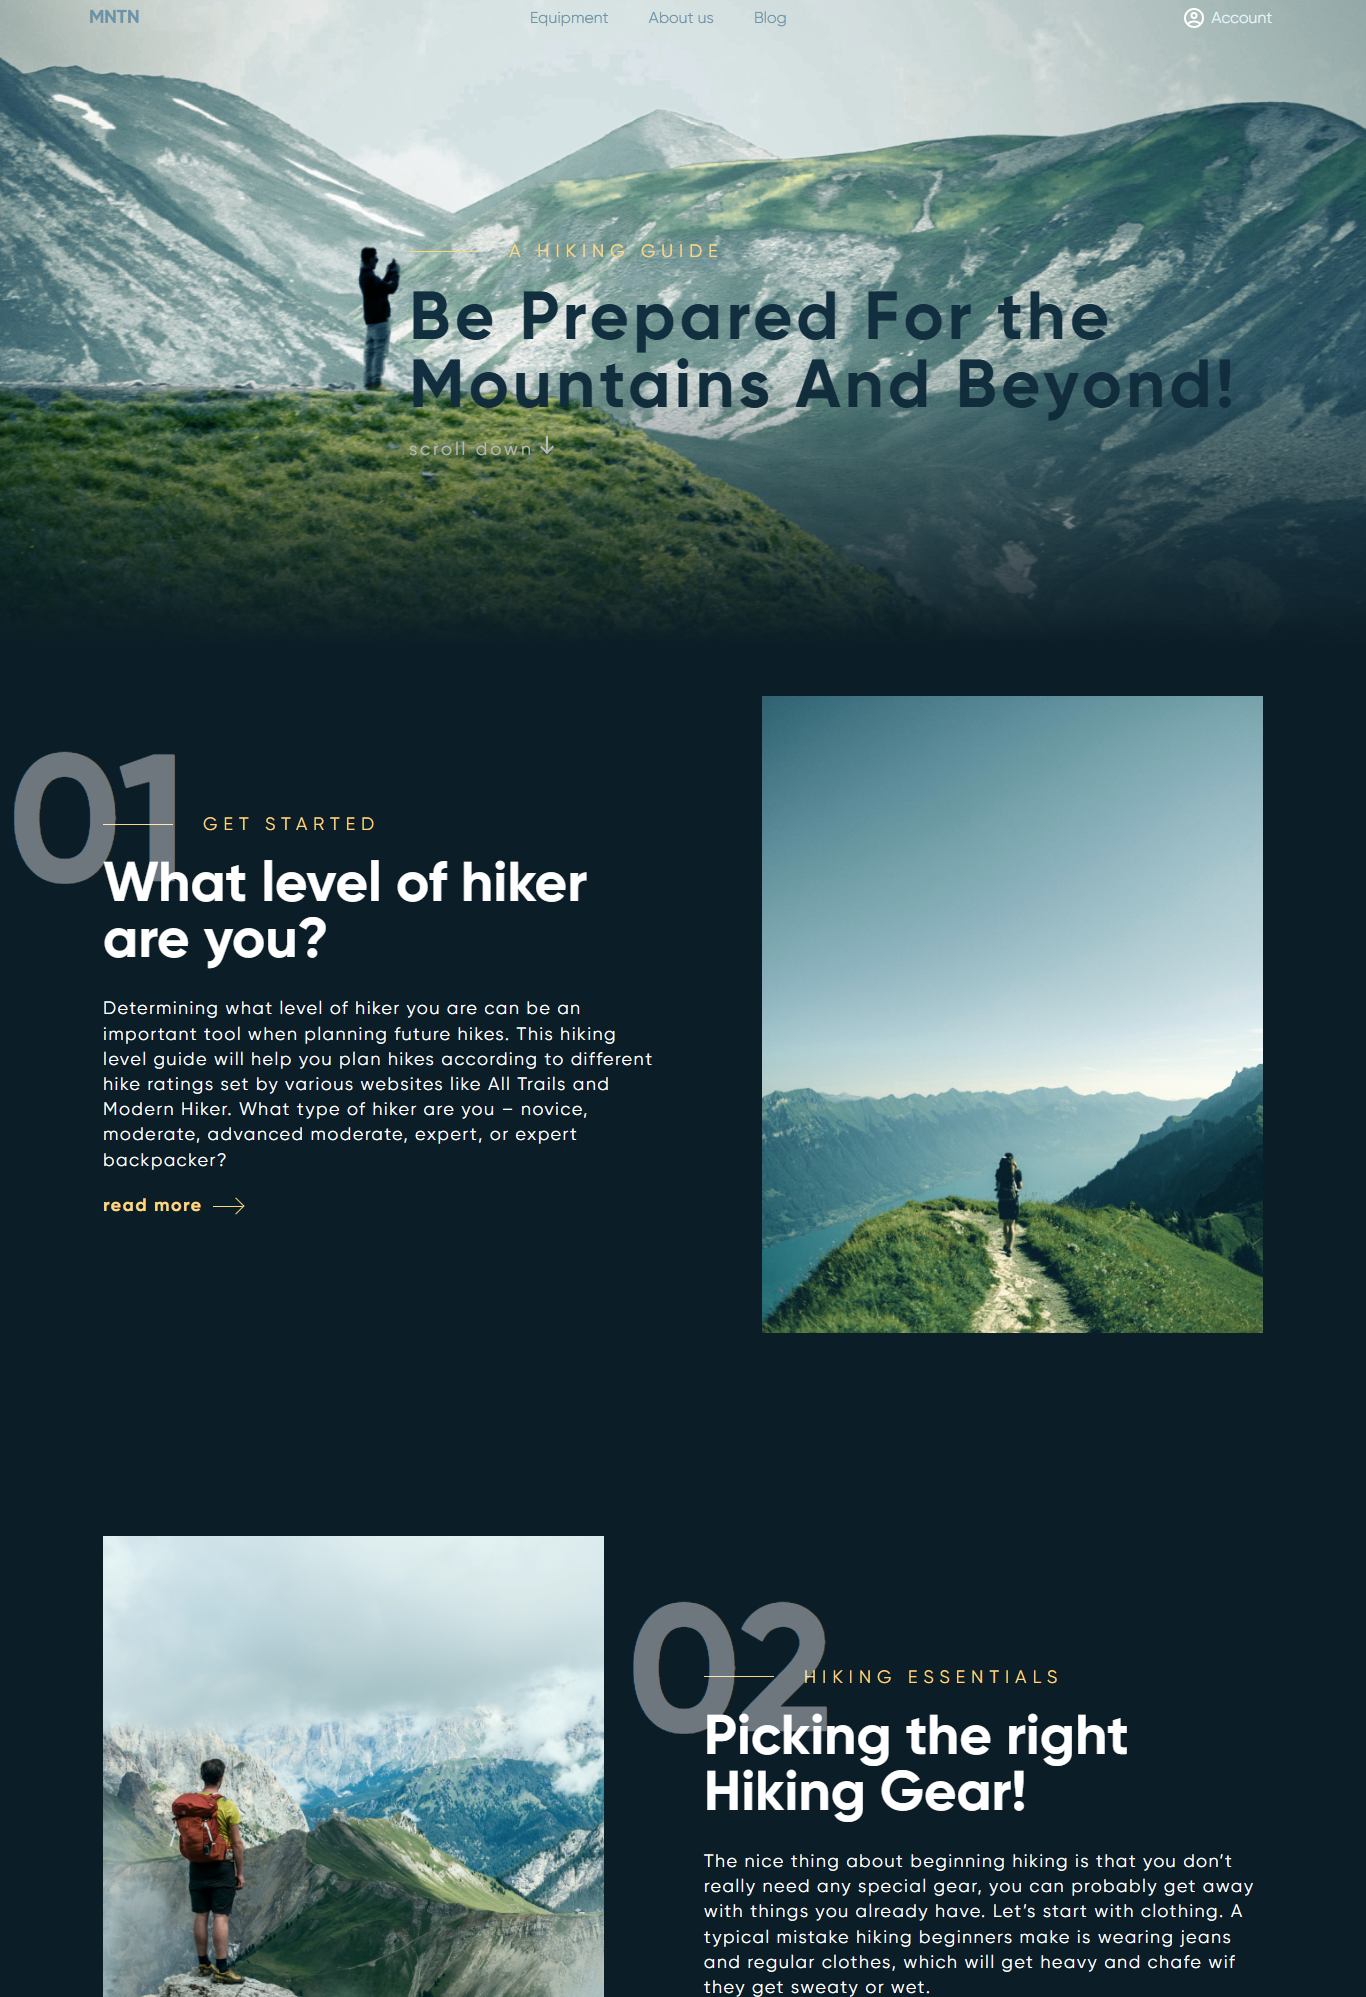 MNTN
Equipment About us Blog
Account
A HIKING GUIDE
Be Prepared For the
Mountains And Beyond!
scroll down
01
GET STARTED
What level of hiker
are you?
Determining what level of hiker you are can be an
important tool when planning future hikes. This hiking
level guide will help you plan hikes according to different
hike ratings set by various websites like All Trails and
Modern Hiker. What type of hiker are you – novice,
moderate, advanced moderate, expert, or expert
backpacker?
read more
02
HIKING ESSENTIALS
Picking the right
Hiking Gear!
The nice thing about beginning hiking is that you don’t
really need any special gear, you can probably get away
with things you already have. Let’s start with clothing. A
typical mistake hiking beginners make is wearing jeans
and regular clothes, which will get heavy and chafe wif
they get sweaty or wet.